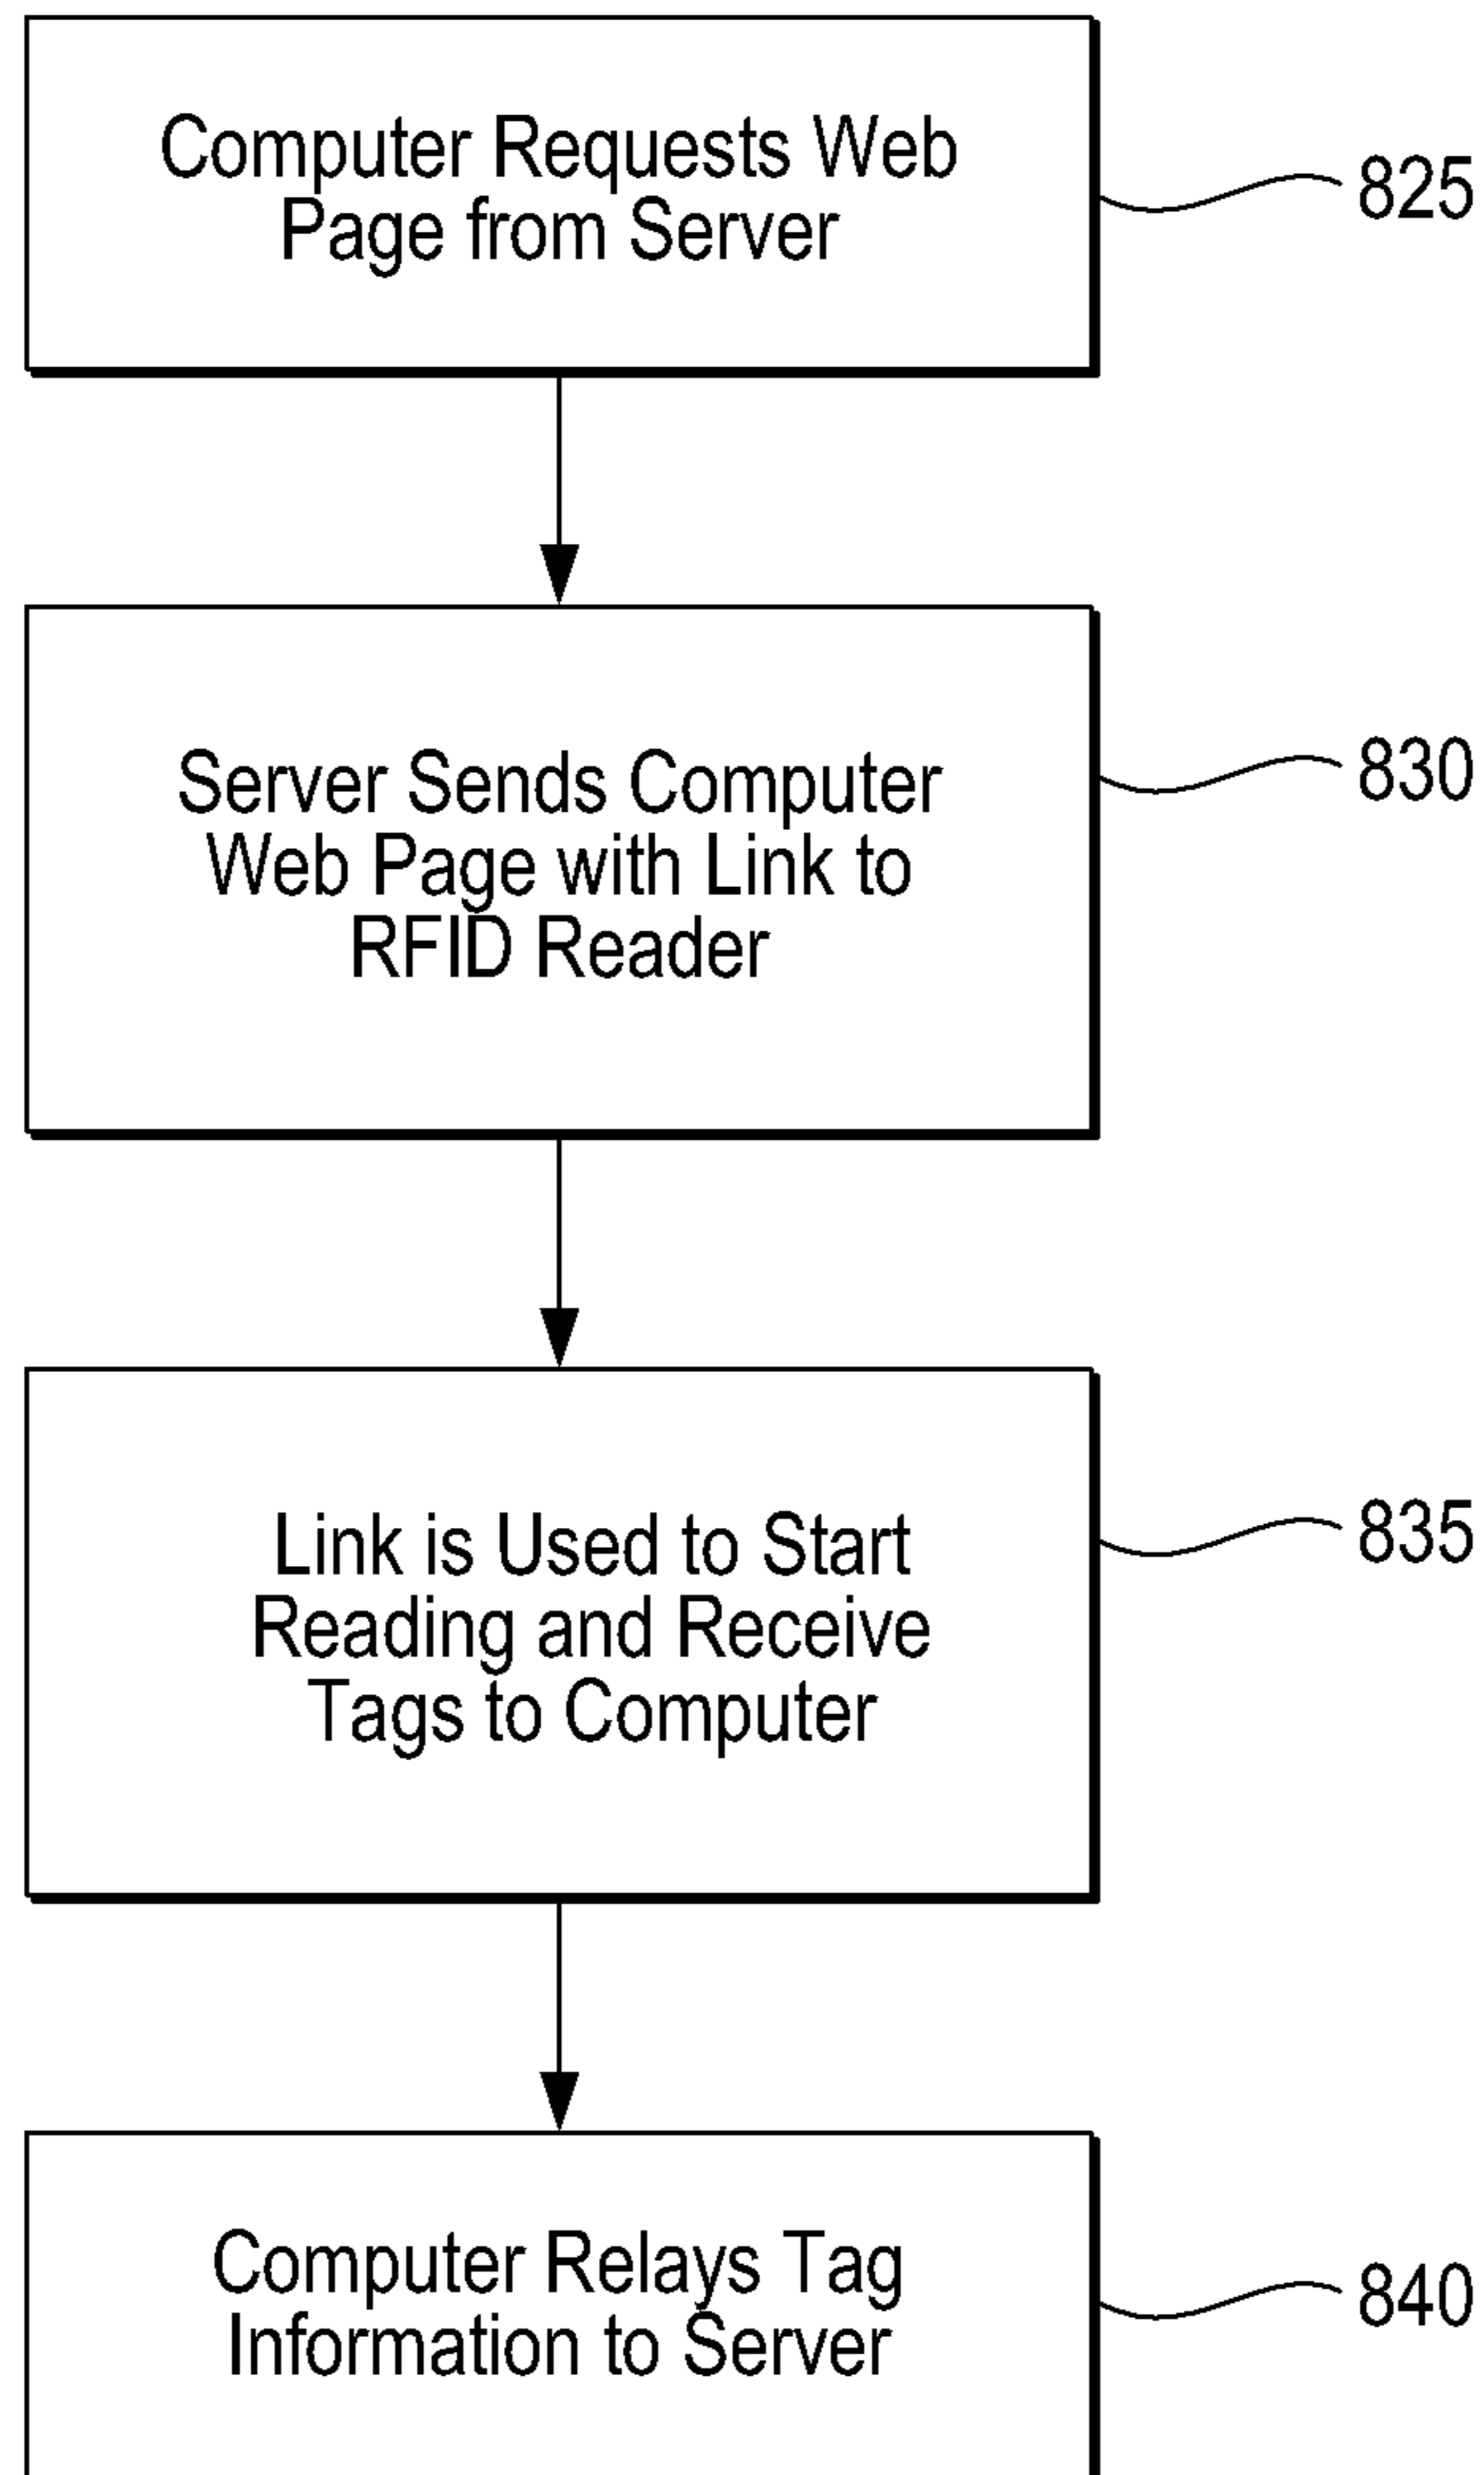 Computer Requests Web
Page from Server
825
Server Sends Computer
Web Page with Link to
RFID Reader
830
Link is Used to Start
Reading and Receive
Tags to Computer
835
Computer Relays Tag
Information to Server
840